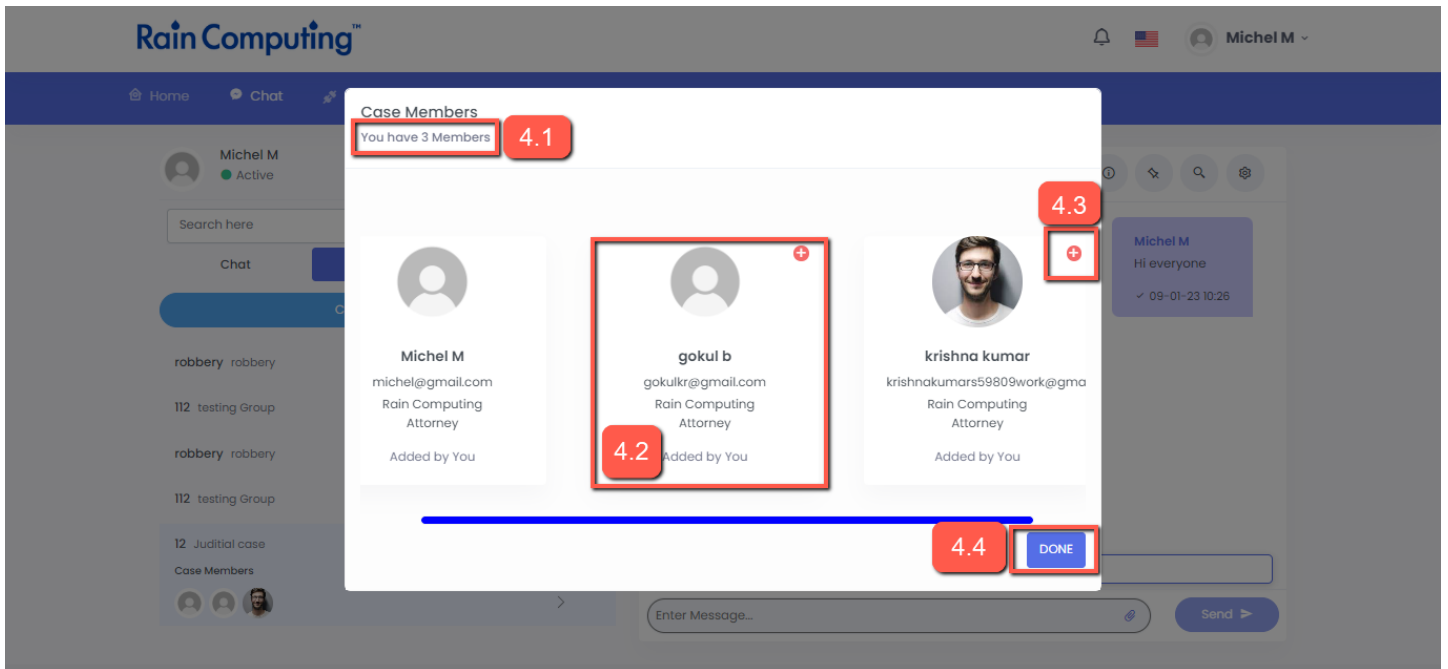 Rain Computing™
Michel M
Home
Chat
Case Members
You have 3 Members
4.1
Michel M
Active
Search here
Chat
C
4.3
Michel M
Hi everyone
09-01-23 10:26
Michel M
michel@gmail.com
Rain Computing
Attorney
Added by You
gokul b
gokulkr@gmail.com
Rain Computing
Attorney
4.2
Added by You
krishna kumar
krishnakumars59809work@gma
Rain Computing
Attorney
Added by You
robbery robbery
112 testing Group
robbery robbery
112 testing Group
12 Juditial case
Case Members
4.4
DONE
Enter Message...
Send